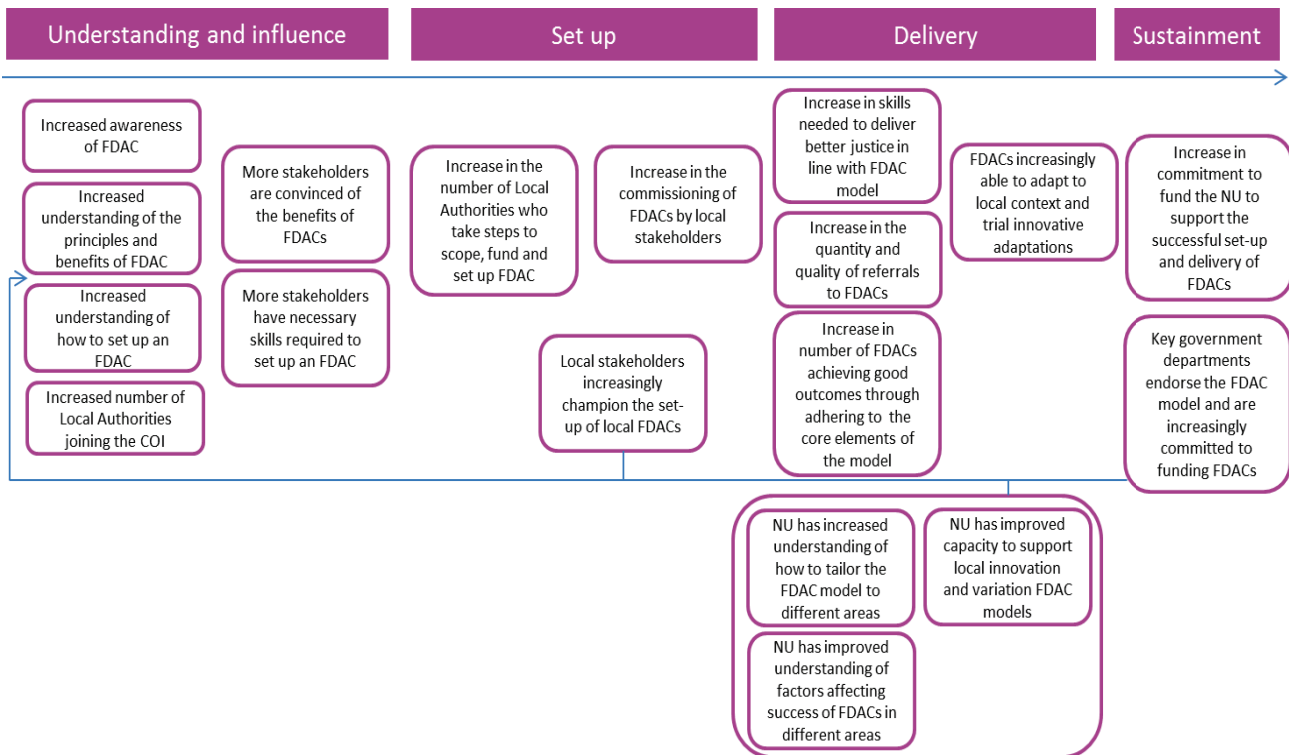 Understanding and influence
Set up
Delivery
Sustainment
Increased awareness
of FDAC
Increased
understanding of the
principles and
benefits of FDAC
Increased
understanding of
how to set up an
FDAC
Increased number of
Local Authorities
joining the COI
More stakeholders
are convinced of
the benefits of
FDACs
More stakeholders
have necessary
skills required to
set up an FDAC
Increase in the
number of Local
Authorities who
take steps to
scope, fund and
set up FDAC
Increase in the
commissioning of
FDACs by local
stakeholders
Local stakeholders
increasingly
champion the set-
up of local FDACs
Increase in skills
needed to deliver
better justice in
line with FDAC
model
Increase in the
quantity and
quality of referrals
to FDACs
Increase in
number of FDACs
achieving good
outcomes through
adhering to the
core elements of
the model
FDACs increasingly
able to adapt to
local context and
trial innovative
adaptations
Increase in
commitment to
fund the NU to
support the
successful set-up
and delivery of
FDACs
Key government
departments
endorse the FDAC
model and are
increasingly
committed to
funding FDACs
NU has increased
understanding of
how to tailor the
FDAC model to
different areas
NU has improved
capacity to support
local innovation
and variation FDAC
models
NU has improved
understanding of
factors affecting
success of FDACs in
different areas